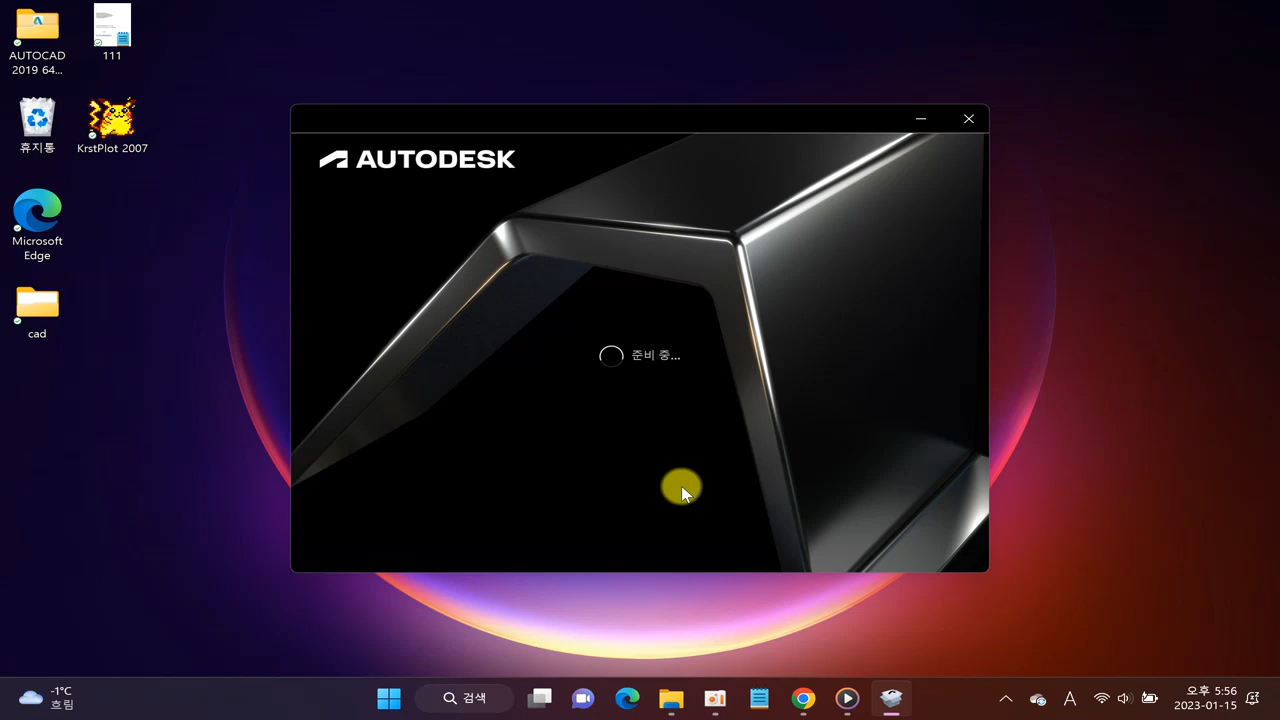 AUTOCAD
2019 64...
111
휴지통
KrstPlot 2007
Microsoft
Edge
cad
AUTODESK
준비 중...
-1°C
흐림
검색
A
오후 5:56
2023-01-15